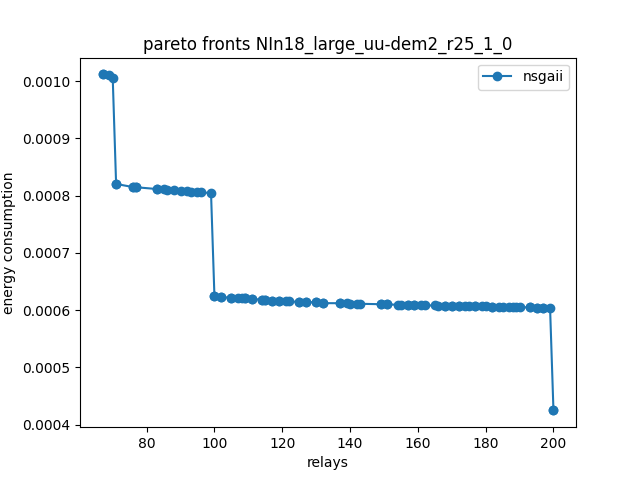 pareto fronts NIn18_large_uu-dem2_r25_1_0
nsgaii
0.0010
0.0009
0.0008
0.0007
0.0006
0.0005
0.0004
energy consumption
80 100 120 140 160 180 200
relays